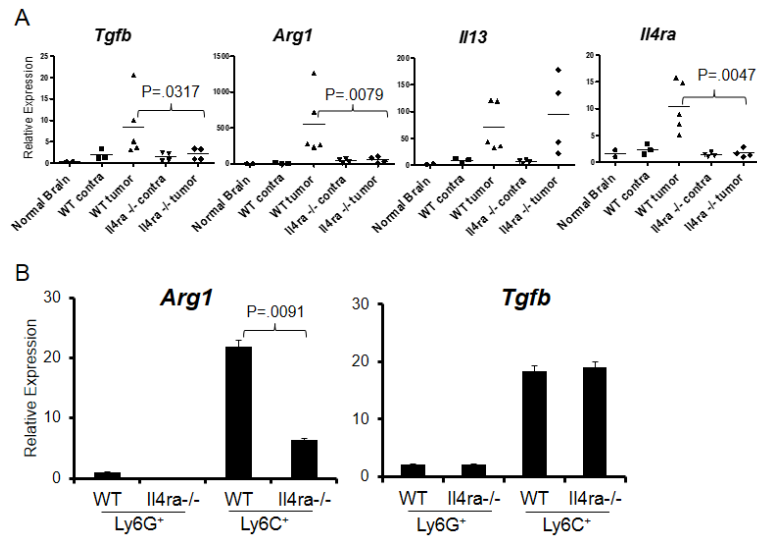 A
Tgfb
Arg1
Il13
Il4ra
Relative Expression
25
20
15
10
5
0
P=.0317
Normal Brain
WT contra
WT tumor
Il4ra -/- contra
Il4ra -/- tumor
1500
1000
500
0
P=.0079
Normal Brain
WT contra
WT tumor
Il4ra -/- contra
Il4ra -/- tumor
200
150
100
50
0
Normal Brain
WT contra
WT tumor
Il4ra -/- contra
Il4ra -/- tumor
20
15
10
5
0
P=.0047
Normal Brain
WT contra
WT tumor
Il4ra -/- contra
Il4ra -/- tumor
B
Arg1
Relative Expression
30
20
10
0
P=.0091
WT Il4ra-/- WT Il4ra-/-
Ly6G⁺ Ly6C⁺
Tgfb
30
20
10
0
WT Il4ra-/- WT Il4ra-/-
Ly6G⁺ Ly6C⁺